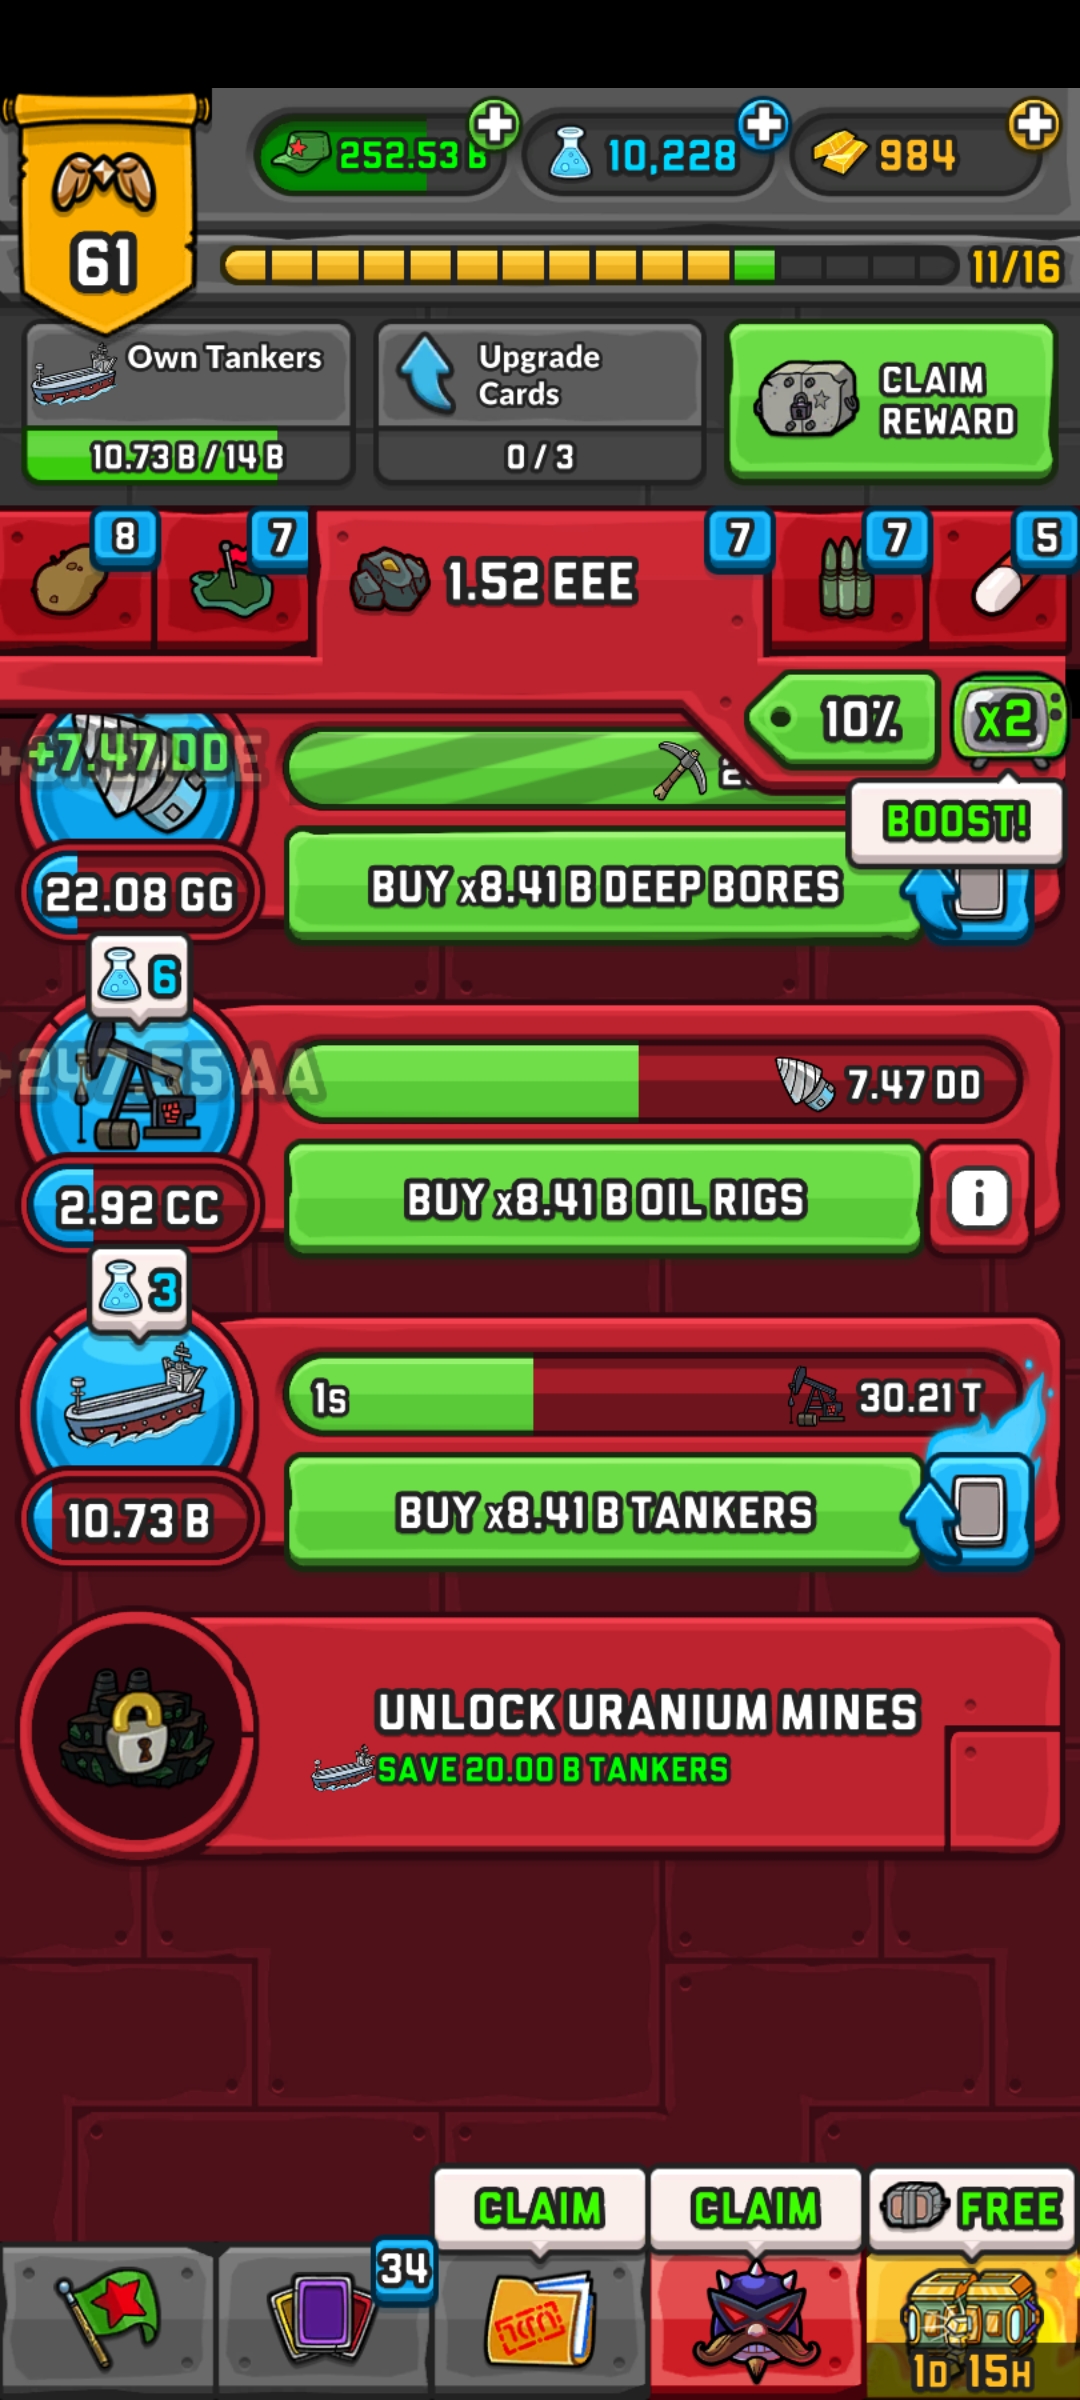 252.53 B
10,228
984
61
11/16
Own Tankers
10.73 B / 14 B
Upgrade
Cards
0 / 3
CLAIM
REWARD
8
7
1.52 EEE
7
7
5
10%
x2
BOOST!
+7.47 DD
22.08 GG
BUY x8.41 B DEEP BORES
6
+247.55 AA
7.47 DD
2.92 CC
BUY x8.41 B OIL RIGS
i
3
1s
30.21 T
10.73 B
BUY x8.41 B TANKERS
UNLOCK URANIUM MINES
SAVE 20.00 B TANKERS
CLAIM
CLAIM
FREE
34
1D 15H